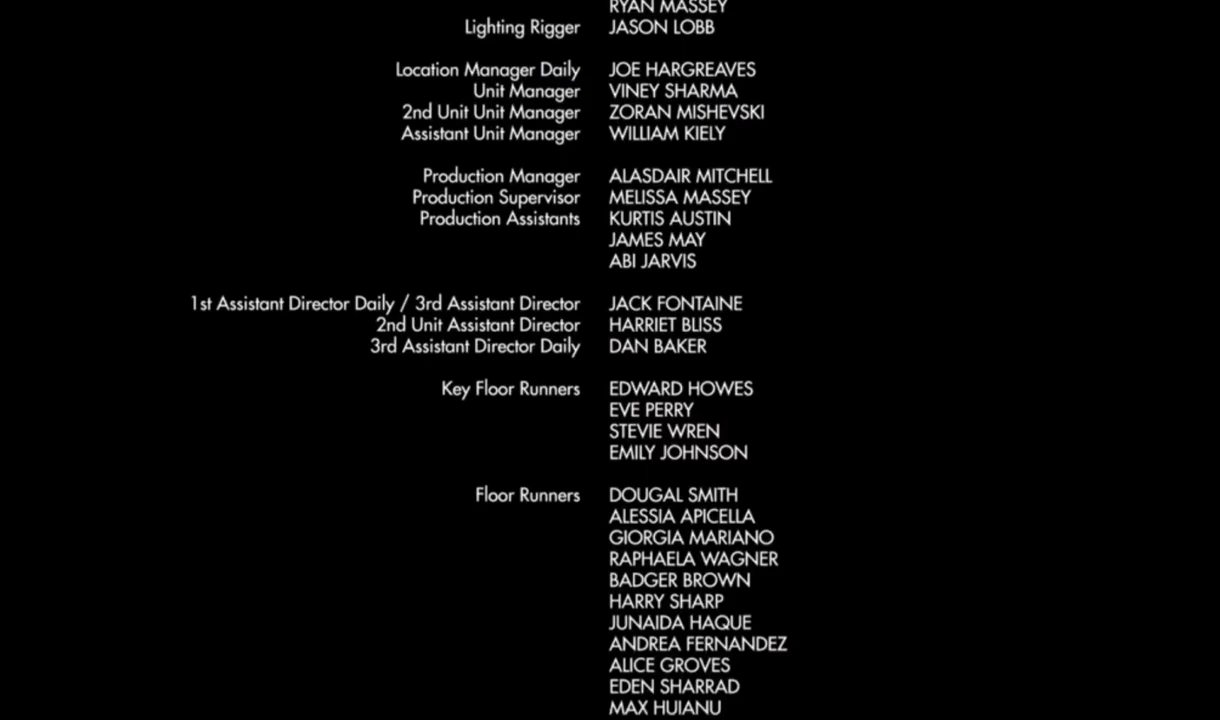 RYAN MASSEY
Lighting Rigger JASON LOBB
Location Manager Daily JOE HARGREAVES
Unit Manager VINEY SHARMA
2nd Unit Unit Manager ZORAN MISHEVSKI
Assistant Unit Manager WILLIAM KIELY
Production Manager ALASDAIR MITCHELL
Production Supervisor MELISSA MASSEY
Production Assistants KURTIS AUSTIN
JAMES MAY
ABI JARVIS
1st Assistant Director Daily / 3rd Assistant Director JACK FONTAINE
2nd Unit Assistant Director HARRIET BLISS
3rd Assistant Director Daily DAN BAKER
Key Floor Runners EDWARD HOWES
EVE PERRY
STEVIE WREN
EMILY JOHNSON
Floor Runners DOUGAL SMITH
ALESSIA APICELLA
GIORGIA MARIANO
RAPHAELA WAGNER
BADGER BROWN
HARRY SHARP
JUNAIDA HAQUE
ANDREA FERNANDEZ
ALICE GROVES
EDEN SHARRAD
MAX HUIANU